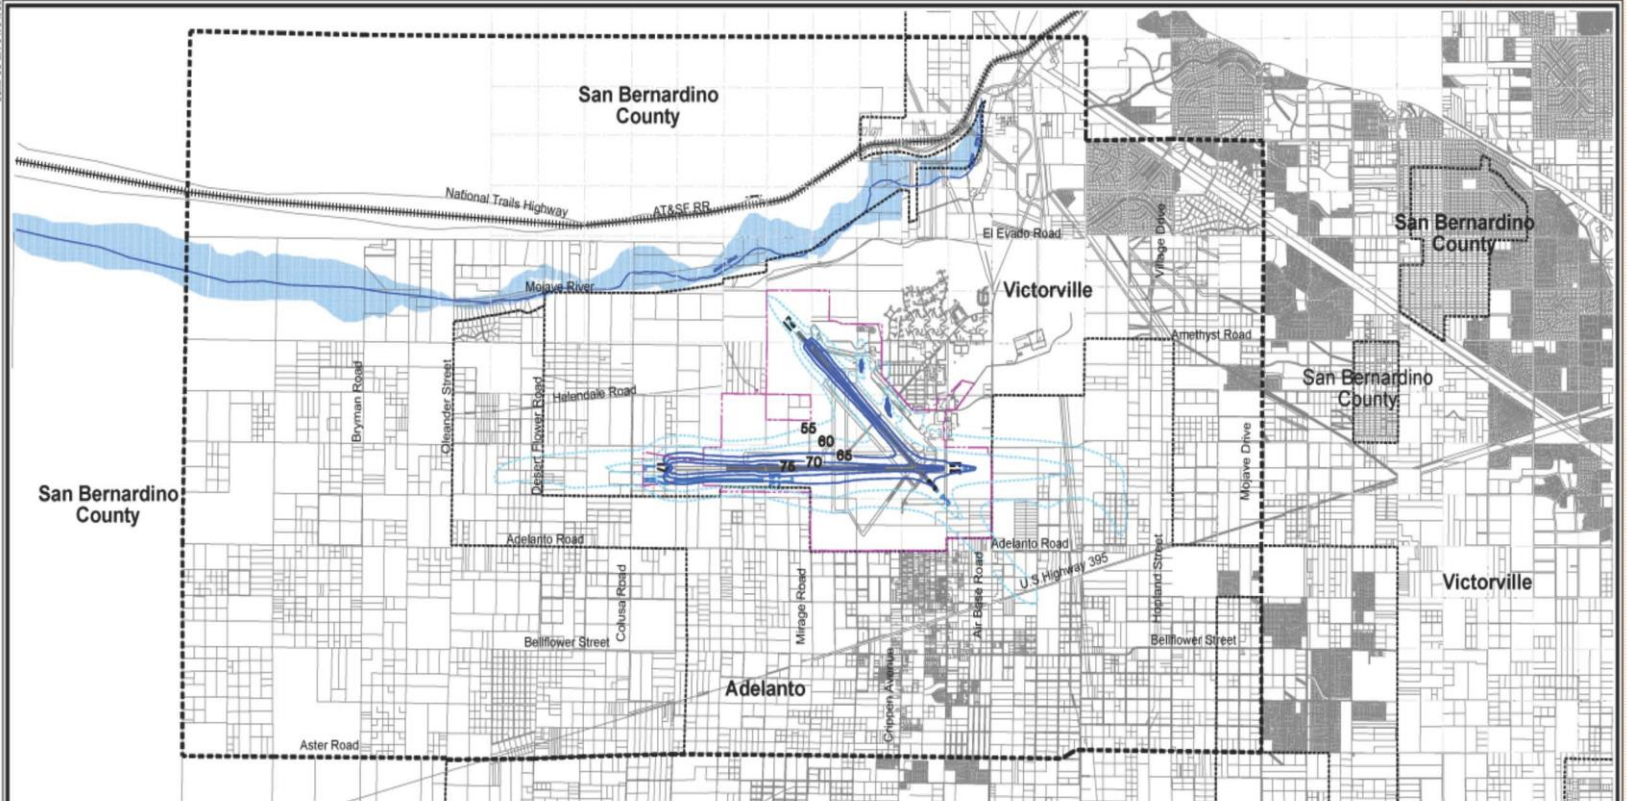 San Bernardino
County
National Trails Highway
AT&SF RR
San Bernardino
County
El Evado Road
Village Drive
Mojave River
Victorville
Amethyst Road
San Bernardino
County
Bryman Road
Oleander Street
Desert Flower Road
Helendale Road
55
60
65
70
75
Mojave Drive
San Bernardino
County
17
Adelanto Road
Adelanto Road
U.S Highway 395
Hopland Street
Victorville
Colusa Road
Mirage Road
Air Base Road
Bellflower Street
Bellflower Street
Adelanto
Crippen Avenue
Aster Road